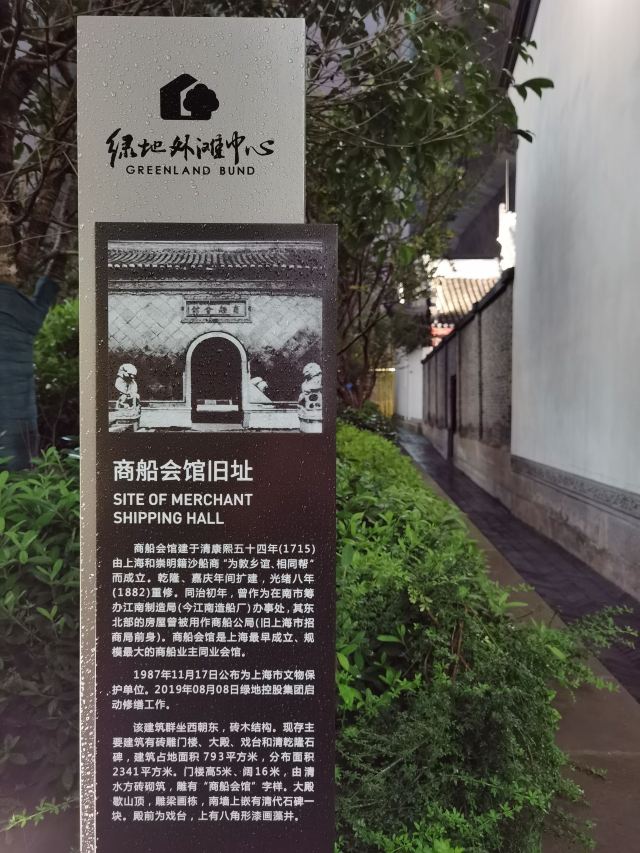 绿地外滩中心
GREENLAND BUND
商船会馆
商船会馆旧址
SITE OF MERCHANT
SHIPPING HALL
商船会馆建于清康熙五十四年(1715)
由上海和崇明籍沙船商“为敦乡谊、相同帮”
而成立。乾隆、嘉庆年间扩建，光绪八年
(1882)重修。同治初年，曾作为在南市筹
办江南制造局(今江南造船厂)办事处，其东
北部的房屋曾被用作商船公局(旧上海市招
商局前身)。商船会馆是上海最早成立、规
模最大的商船业主同业会馆。
1987年11月17日公布为上海市文物保
护单位。2019年08月08日绿地控股集团启
动修缮工作。
该建筑群坐西朝东，砖木结构。现存主
要建筑有砖雕门楼、大殿、戏台和清乾隆石
碑，建筑占地面积793平方米，分布面积
2341平方米。门楼高5米、阔16米，由清
水方砖砌筑，雕有“商船会馆”字样。大殿
歇山顶，雕梁画栋，南墙上嵌有清代石碑一
块。殿前为戏台，上有八角形漆画藻井。